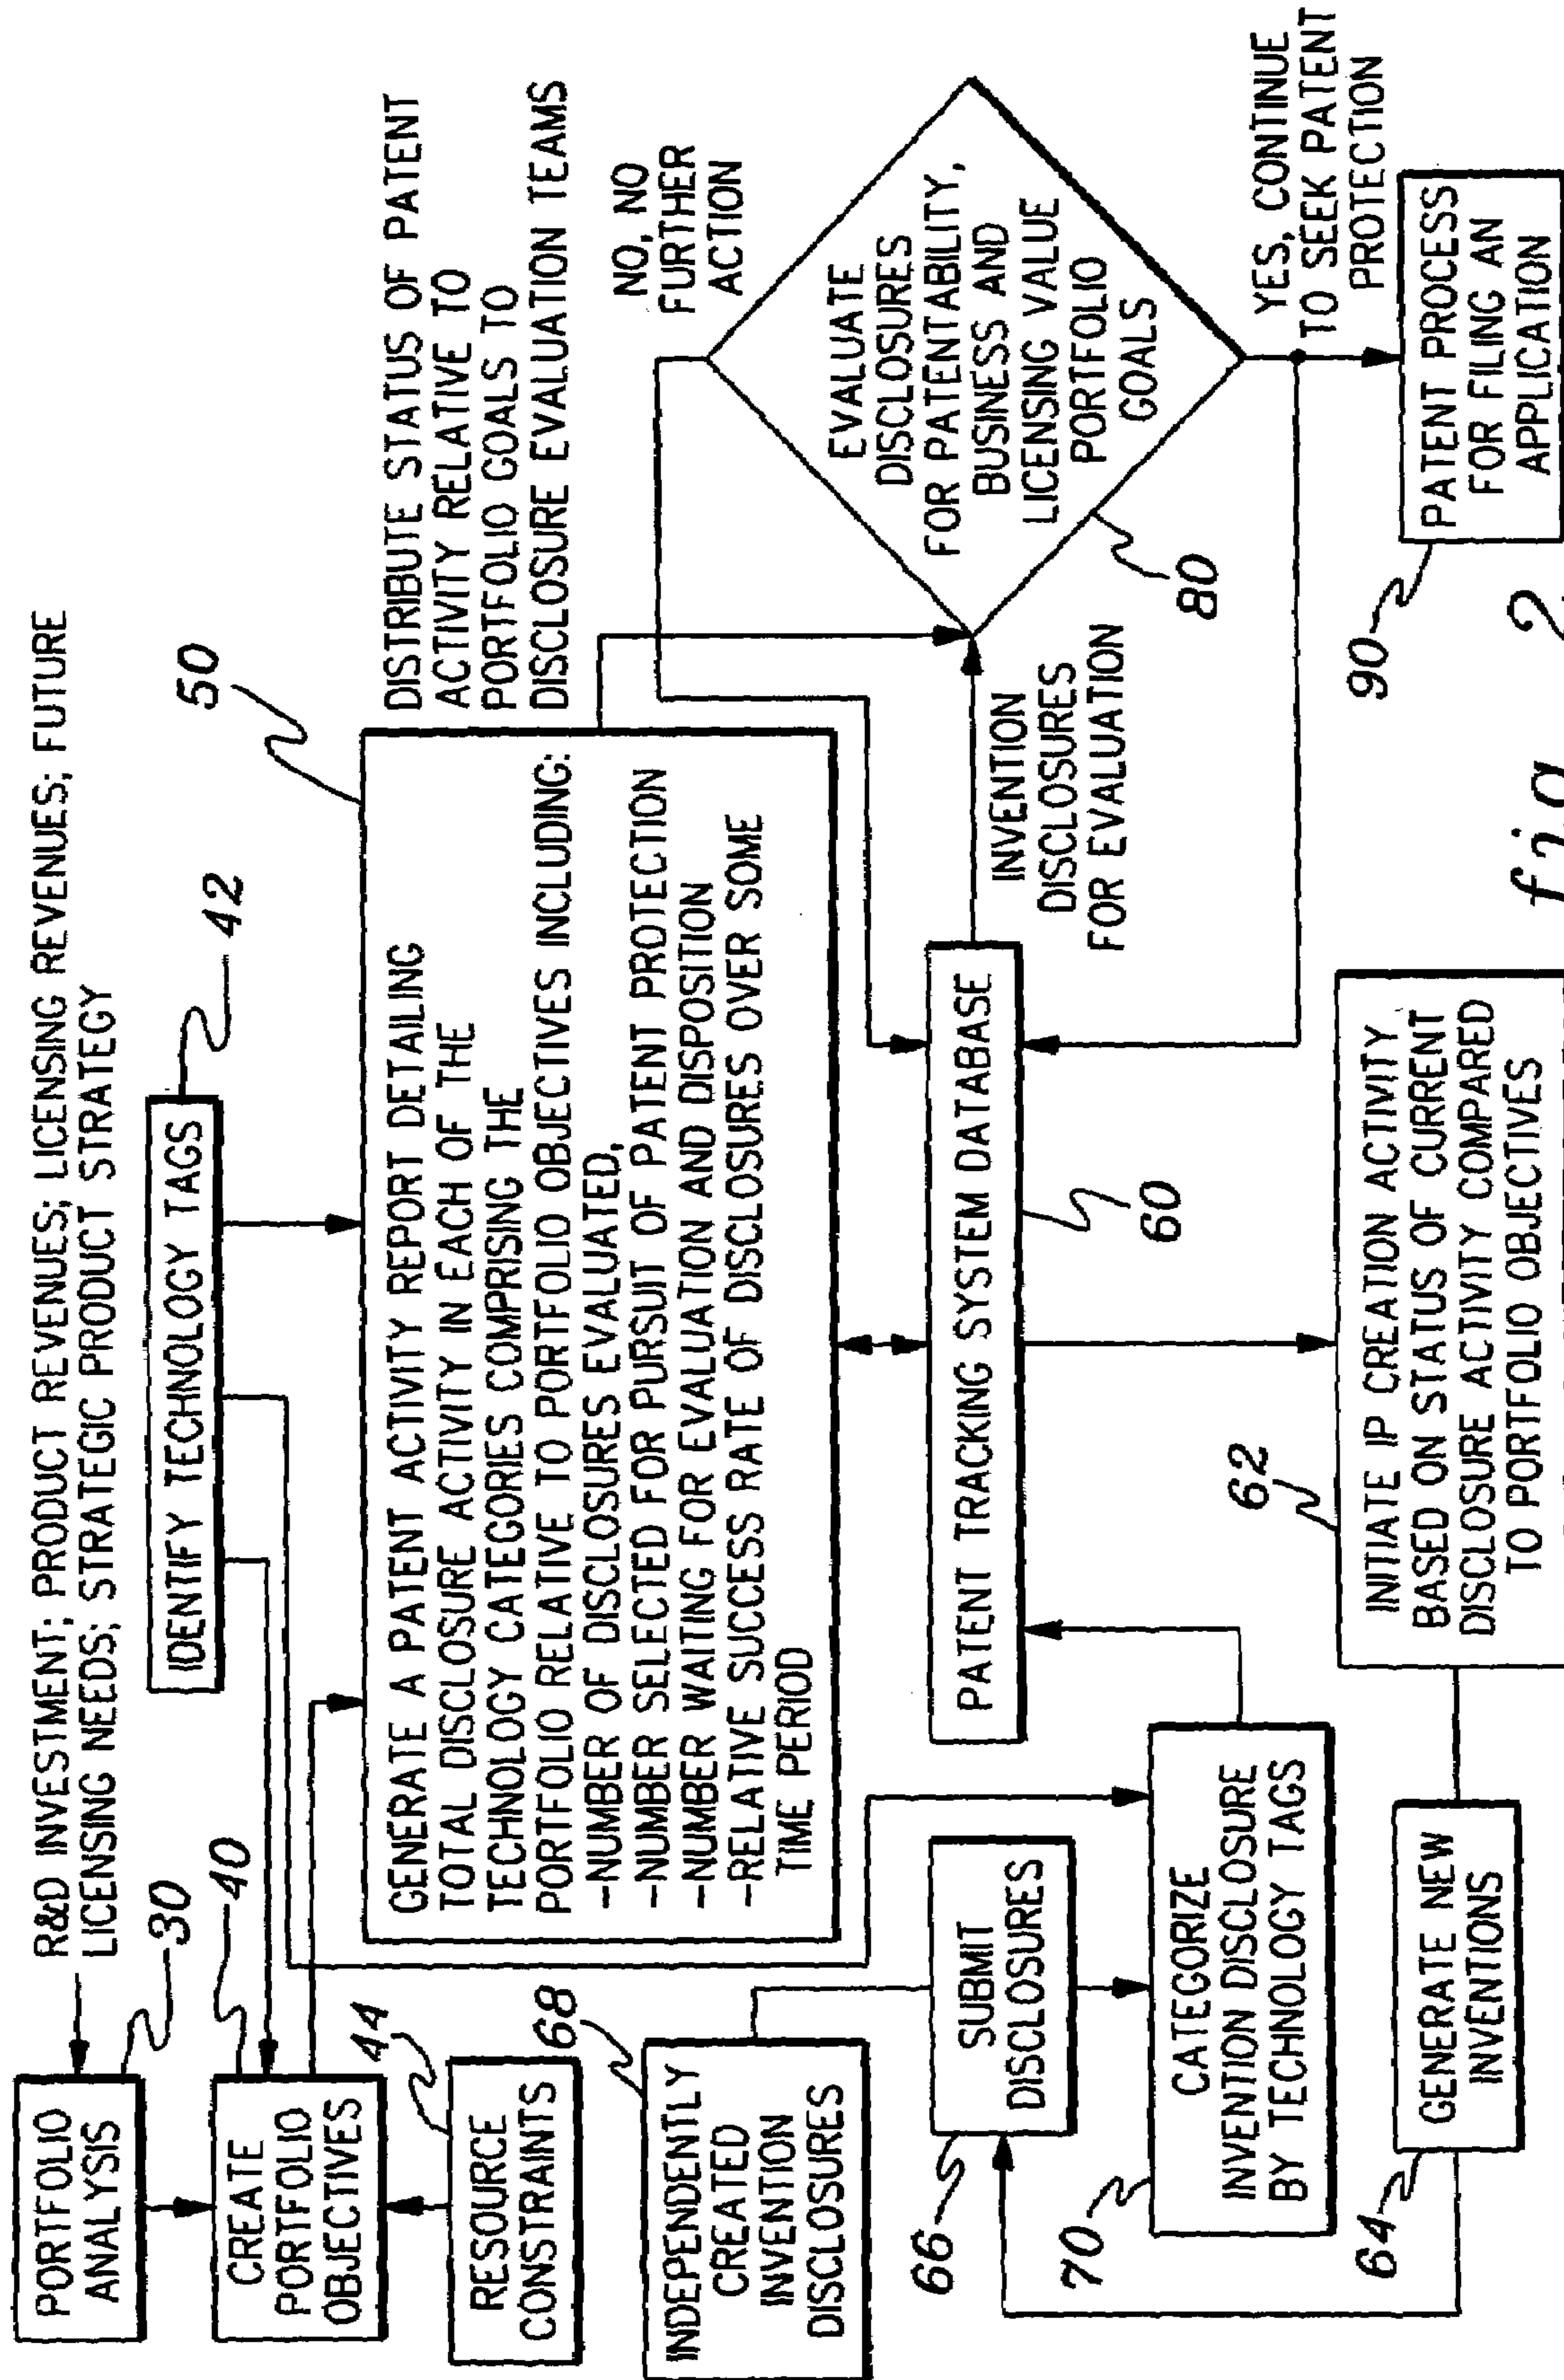 R&D INVESTMENT; PRODUCT REVENUES; LICENSING REVENUES; FUTURE
LICENSING NEEDS; STRATEGIC PRODUCT STRATEGY
PORTFOLIO
ANALYSIS
30
IDENTIFY TECHNOLOGY TAGS
42
40
CREATE
PORTFOLIO
OBJECTIVES
44
RESOURCE
CONSTRAINTS
50
GENERATE A PATENT ACTIVITY REPORT DETAILING
TOTAL DISCLOSURE ACTIVITY IN EACH OF THE
TECHNOLOGY CATEGORIES COMPRISING THE
PORTFOLIO RELATIVE TO PORTFOLIO OBJECTIVES INCLUDING:
-NUMBER OF DISCLOSURES EVALUATED,
-NUMBER SELECTED FOR PURSUIT OF PATENT PROTECTION
-NUMBER WAITING FOR EVALUATION AND DISPOSITION
-RELATIVE SUCCESS RATE OF DISCLOSURES OVER SOME
TIME PERIOD
DISTRIBUTE STATUS OF PATENT
ACTIVITY RELATIVE TO
PORTFOLIO GOALS TO
DISCLOSURE EVALUATION TEAMS
NO, NO
FURTHER
ACTION
68
INDEPENDENTLY
CREATED
INVENTION
DISCLOSURES
66
SUBMIT
DISCLOSURES
PATENT TRACKING SYSTEM DATABASE
60
INVENTION
DISCLOSURES
FOR EVALUATION
EVALUATE
DISCLOSURES
FOR PATENTABILITY,
BUSINESS AND
LICENSING VALUE
PORTFOLIO
GOALS
80
70
CATEGORIZE
INVENTION DISCLOSURE
BY TECHNOLOGY TAGS
YES, CONTINUE
TO SEEK PATENT
PROTECTION
62
INITIATE IP CREATION ACTIVITY
BASED ON STATUS OF CURRENT
DISCLOSURE ACTIVITY COMPARED
TO PORTFOLIO OBJECTIVES
64
GENERATE NEW
INVENTIONS
90
PATENT PROCESS
FOR FILING AN
APPLICATION
fig. 2